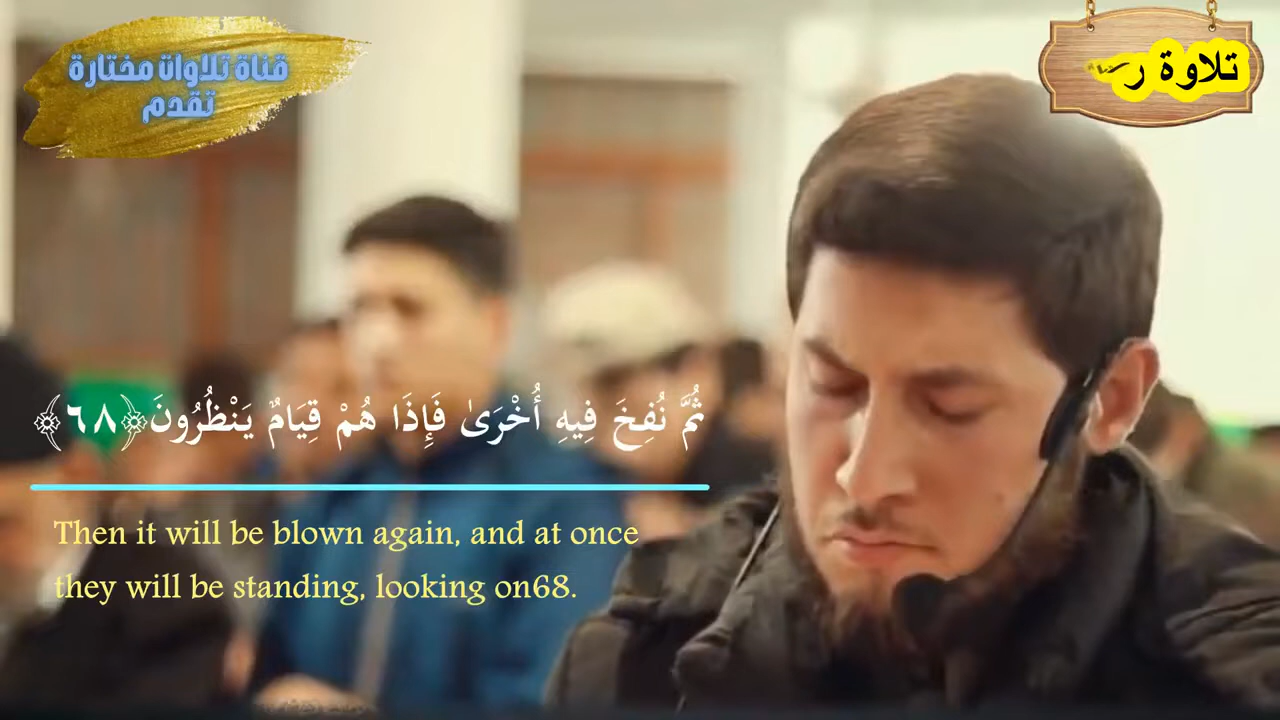 قناة تلاوات مختارة
تقدم
تلاوة
ثُمَّ نُفِخَ فِيهِ أُخْرَىٰ فَإِذَا هُمْ قِيَامٌ يَنْظُرُونَ ﴿٦٨﴾
Then it will be blown again, and at once
they will be standing, looking on68.